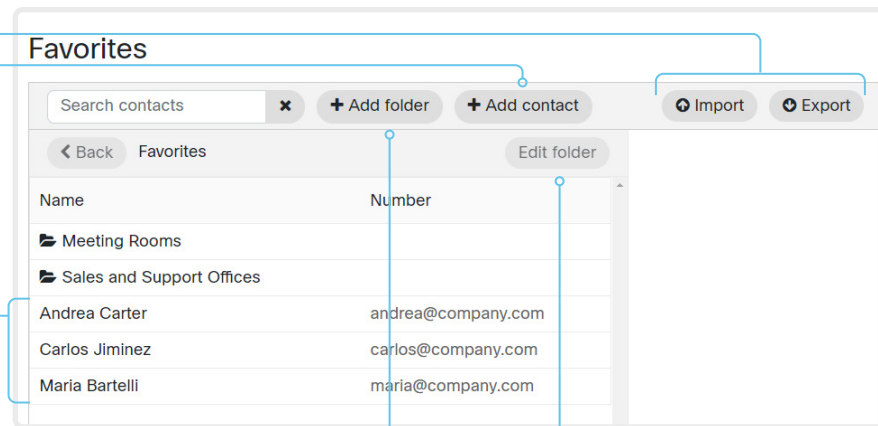 Favorites
Search contacts + Add folder + Add contact Import Export
Back Favorites Edit folder
Name Number
Meeting Rooms
Sales and Support Offices
Andrea Carter andrea@company.com
Carlos Jiminez carlos@company.com
Maria Bartelli maria@company.com